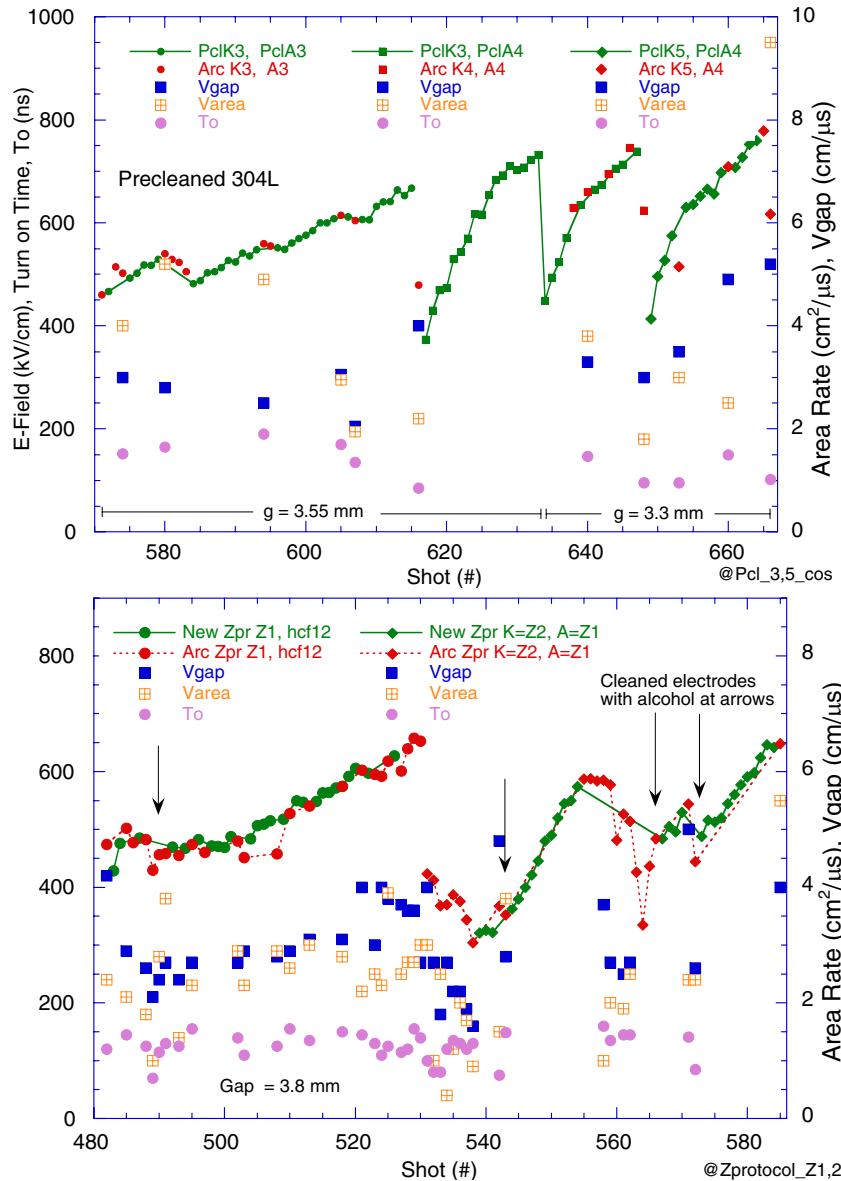 PclK3, PclA3
Arc K3, A3
Vgap
Varea
To
PclK3, PclA4
Arc K4, A4
Vgap
Varea
To
PclK5, PclA4
Arc K5, A4
Vgap
Varea
To
Precleaned 304L
E-Field (kV/cm), Turn on Time, To (ns)
1000
800
600
400
200
0
Area Rate (cm²/µs), Vgap (cm/µs)
10
8
6
4
2
0
g = 3.55 mm
g = 3.3 mm
580 600 620 640 660
Shot (#)
@Pcl_3,5_cos
New Zpr Z1, hcf12
Arc Zpr Z1, hcf12
Vgap
Varea
To
New Zpr K=Z2, A=Z1
Arc Zpr K=Z2, A=Z1
Vgap
Varea
To
Cleaned electrodes
with alcohol at arrows
800
600
400
200
0
Area Rate (cm²/µs), Vgap (cm/µs)
8
6
4
2
0
Gap = 3.8 mm
480 500 520 540 560 580
Shot (#)
@Zprotocol_Z1,2